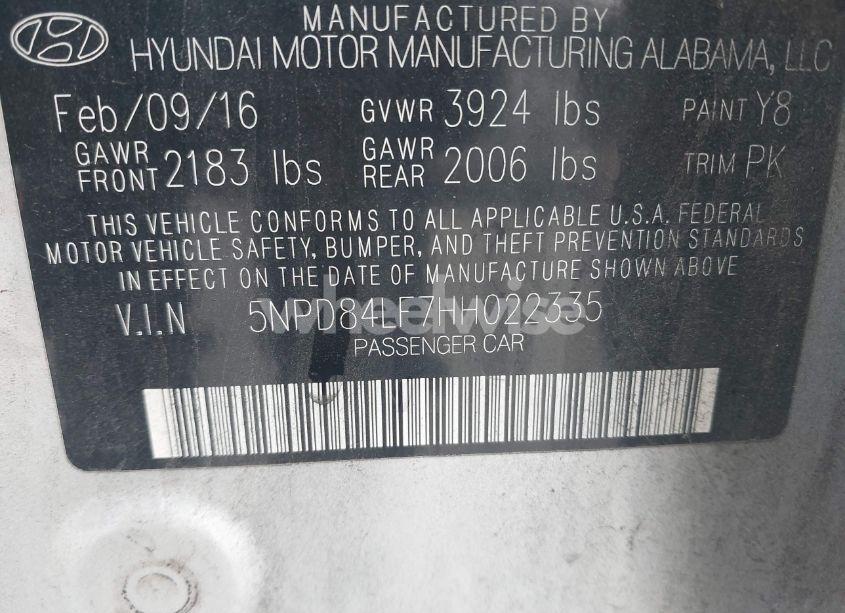 MANUFACTURED BY
HYUNDAI MOTOR MANUFACTURING ALABAMA, LLC
Feb/09/16 GVWR 3924 lbs PAINT Y8
GAWR FRONT 2183 lbs GAWR REAR 2006 lbs TRIM PK
THIS VEHICLE CONFORMS TO ALL APPLICABLE U.S.A. FEDERAL
MOTOR VEHICLE SAFETY, BUMPER, AND THEFT PREVENTION STANDARDS
IN EFFECT ON THE DATE OF MANUFACTURE SHOWN ABOVE
V.I.N 5NPD84LF7HH022335
wheelwise
PASSENGER CAR